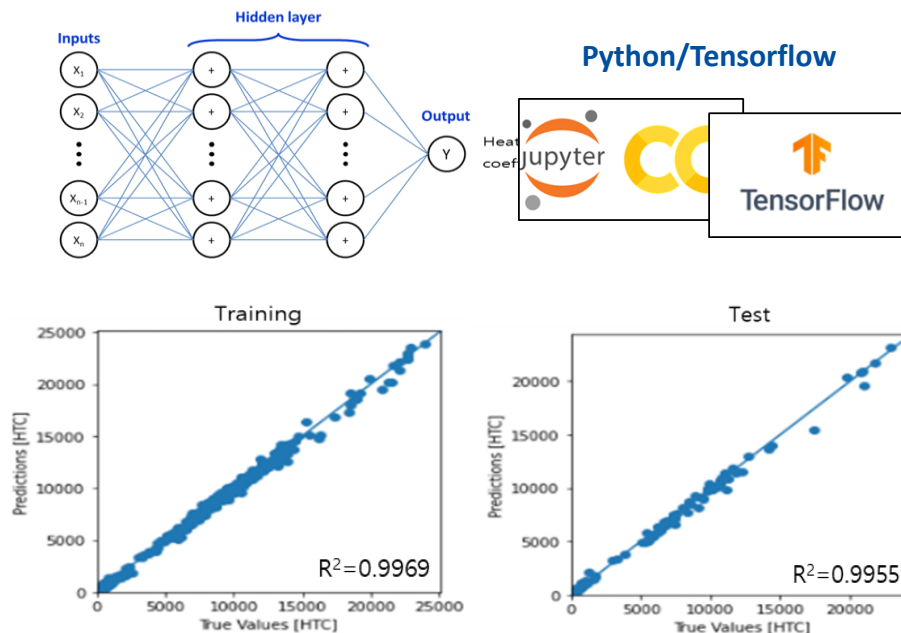 Hidden layer
Inputs
X1
X2
Xn-1
Xn
+
+
+
+
+
+
+
+
Output
Y
Python/Tensorflow
Heat
coef
jupyter
CO
TensorFlow
Training
25000
20000
15000
10000
5000
0
Predictions [HTC]
0
5000
10000
15000
20000
25000
True Values [HTC]
R²=0.9969
Test
20000
15000
10000
5000
0
Predictions [HTC]
0
5000
10000
15000
20000
True Values [HTC]
R²=0.9955